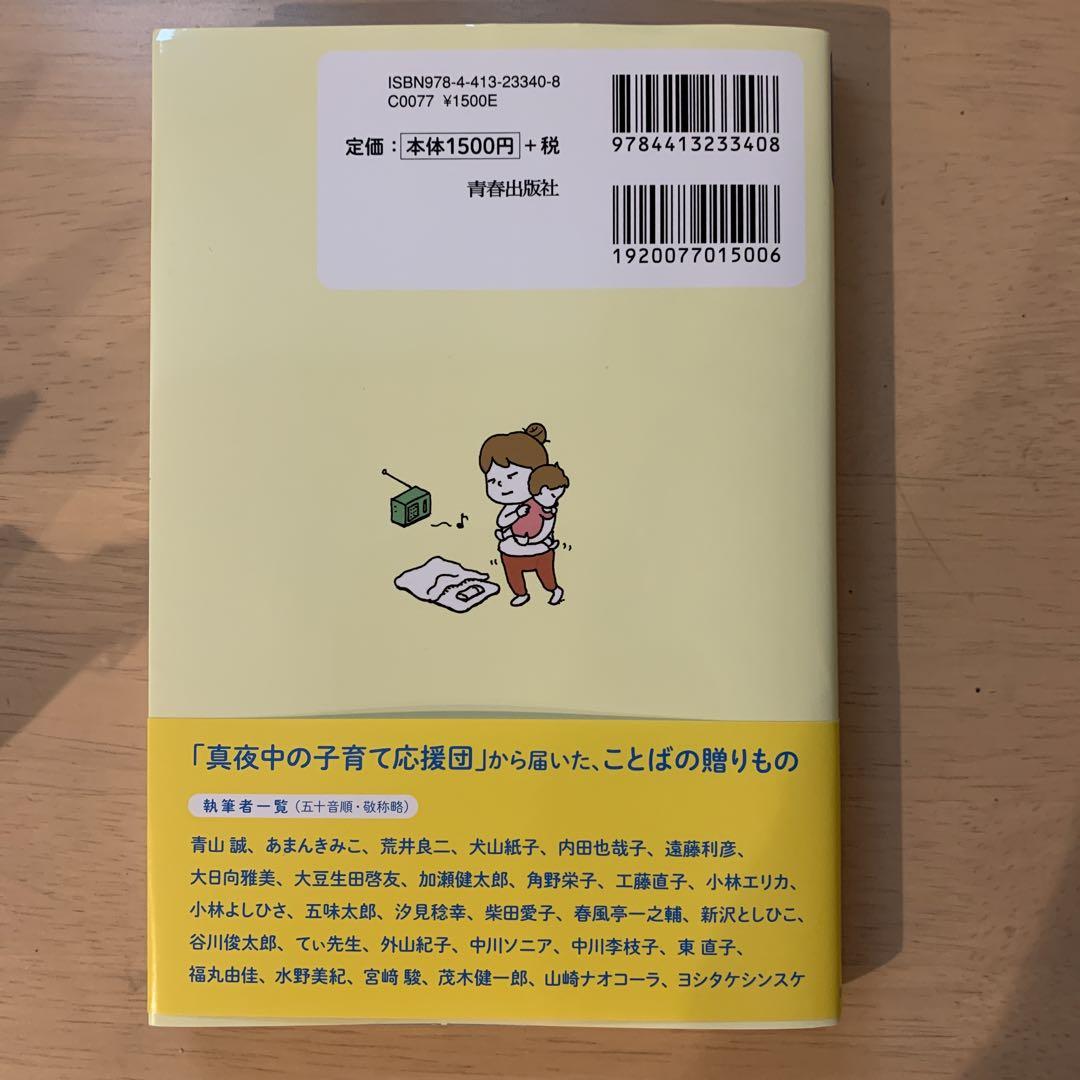 ISBN978-4-413-23340-8
C0077 ¥1500E
定価：本体1500円＋税
青春出版社
9784413233408
1920077015006
「真夜中の子育て応援団」から届いた、ことばの贈りもの
執筆者一覧（五十音順・敬称略）
青山 誠、あまんきみこ、荒井良二、犬山紙子、内田也哉子、遠藤利彦、
大日向雅美、大豆生田啓友、加瀬健太郎、角野栄子、工藤直子、小林エリカ、
小林よしひさ、五味太郎、汐見稔幸、柴田愛子、春風亭一之輔、新沢としひこ、
谷川俊太郎、てぃ先生、外山紀子、中川ソニア、中川李枝子、東 直子、
福丸由佳、水野美紀、宮﨑 駿、茂木健一郎、山崎ナオコーラ、ヨシタケシンスケ